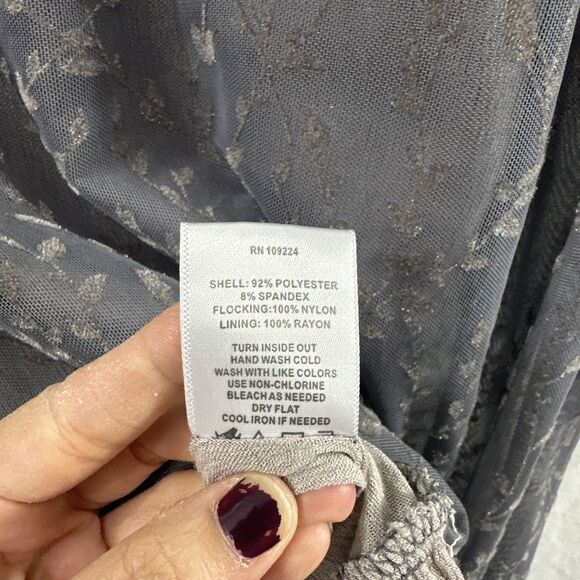 RN 109224
SHELL: 92% POLYESTER
8% SPANDEX
FLOCKING:100% NYLON
LINING: 100% RAYON
TURN INSIDE OUT
HAND WASH COLD
WASH WITH LIKE COLORS
USE NON-CHLORINE
BLEACH AS NEEDED
DRY FLAT
COOL IRON IF NEEDED